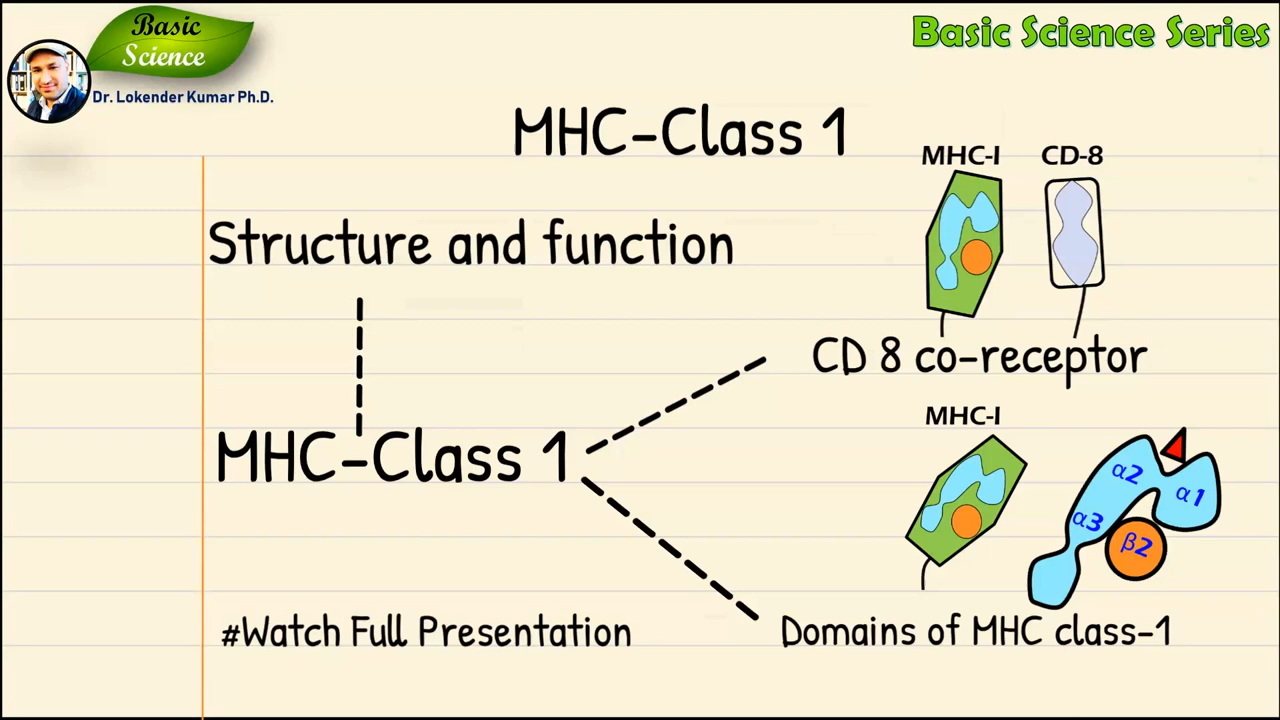 Basic
Science
Dr. Lokender Kumar Ph.D.
Basic Science Series
MHC-Class 1
MHC-I
CD-8
Structure and function
CD 8 co-receptor
MHC-Class 1
MHC-I
α2
α1
α3
β2
#Watch Full Presentation
Domains of MHC class-1